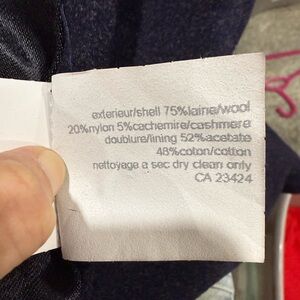 exterieur/shell 75%laine/wool
20%nylon 5%cachemire/cashmere
doublure/lining 52%acetate
48%coton/cotton
nettoyage a sec dry clean only
CA 23424